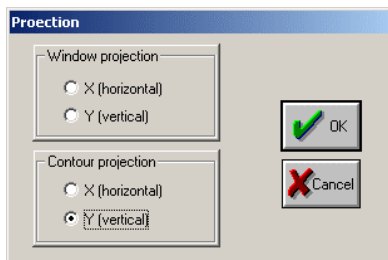 Proection
Window projection
X (horizontal)
Y (vertical)
Contour projection
X (horizontal)
Y (vertical)
OK
Cancel